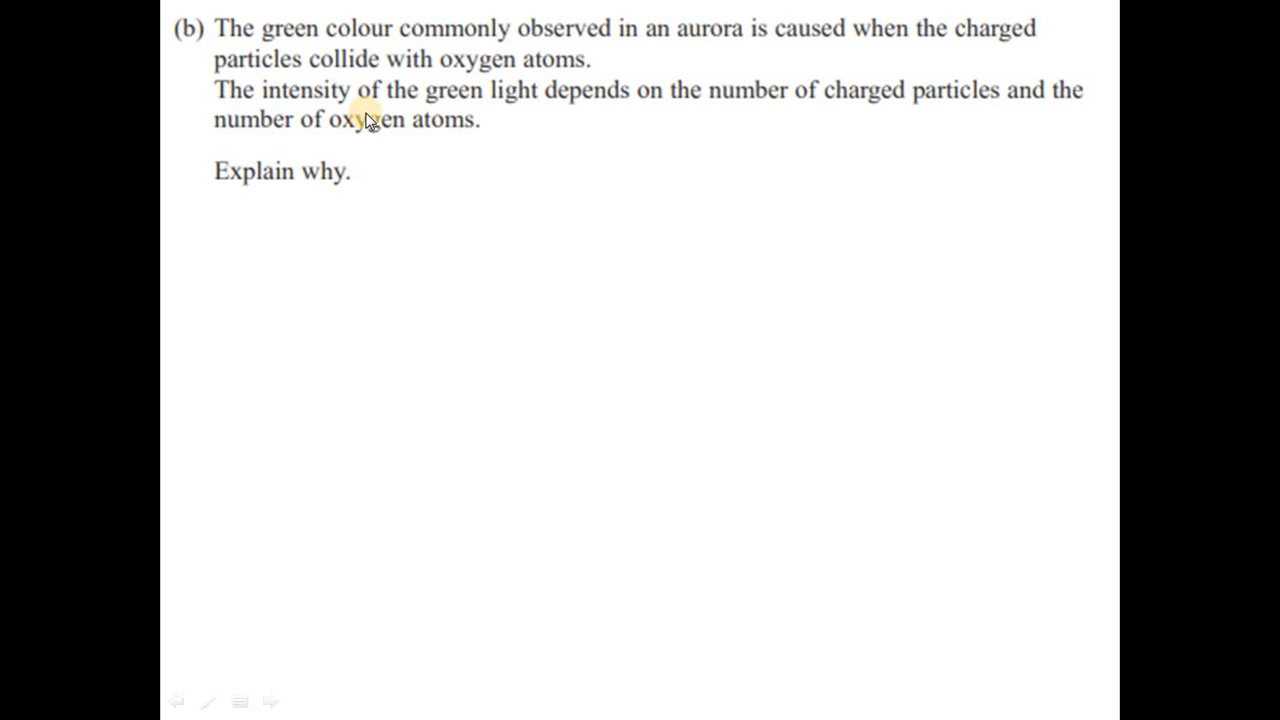 (b) The green colour commonly observed in an aurora is caused when the charged
particles collide with oxygen atoms.
The intensity of the green light depends on the number of charged particles and the
number of oxygen atoms.
Explain why.